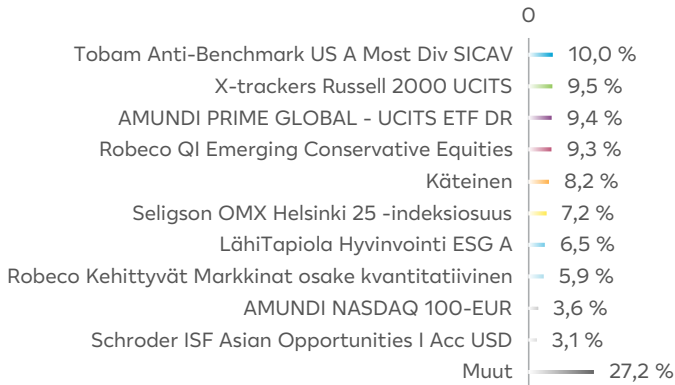 0
Tobam Anti-Benchmark US A Most Div SICAV 10,0 %
X-trackers Russell 2000 UCITS 9,5 %
AMUNDI PRIME GLOBAL - UCITS ETF DR 9,4 %
Robeco QI Emerging Conservative Equities 9,3 %
Käteinen 8,2 %
Seligson OMX Helsinki 25 -indeksiosuus 7,2 %
LähiTapiola Hyvinvointi ESG A 6,5 %
Robeco Kehittyvät Markkinat osake kvantitatiivinen 5,9 %
AMUNDI NASDAQ 100-EUR 3,6 %
Schroder ISF Asian Opportunities I Acc USD 3,1 %
Muut 27,2 %